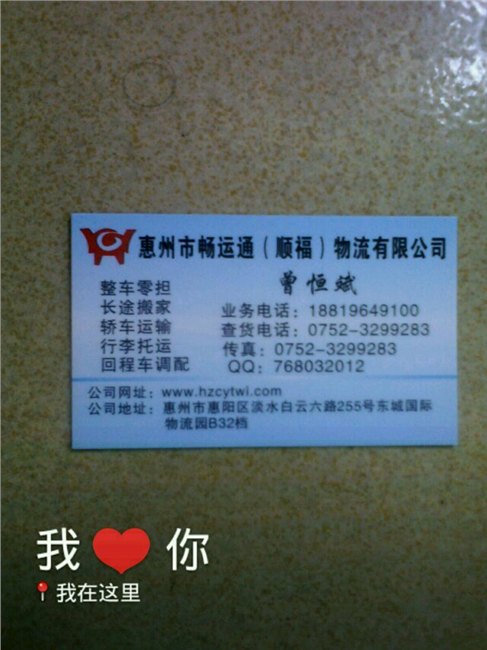 惠州市畅运通（顺福）物流有限公司
曾恒斌
整车零担
长途搬家
轿车运输
行李托运
回程车调配
业务电话：18819649100
查货电话：0752-3299283
传真：0752-3299283
QQ：768032012
公司网址：www.hzcytwl.com
公司地址：惠州市惠阳区淡水白云六路255号东城国际
物流园B32档
我❤你
📍我在这里